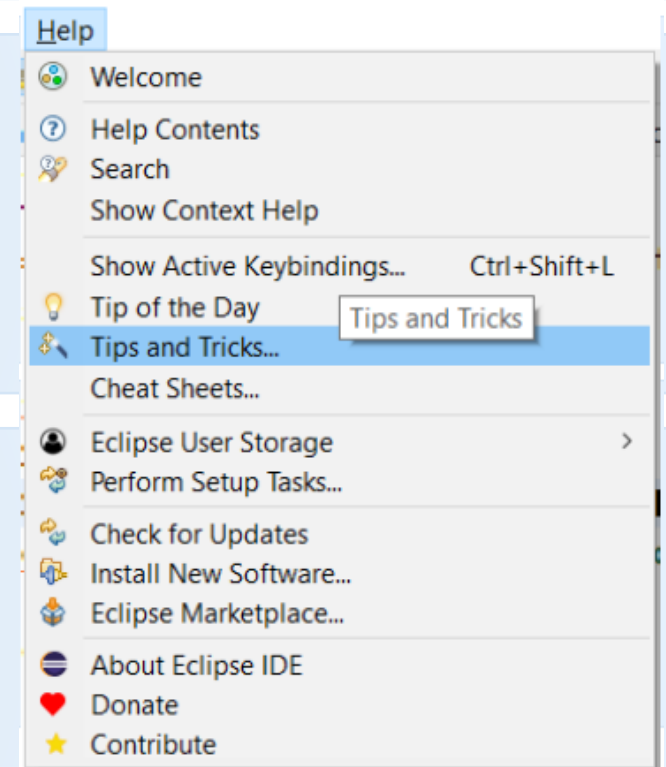 Help
Welcome
Help Contents
Search
Show Context Help
Show Active Keybindings... Ctrl+Shift+L
Tip of the Day
Tips and Tricks
Tips and Tricks...
Cheat Sheets...
Eclipse User Storage
Perform Setup Tasks...
Check for Updates
Install New Software...
Eclipse Marketplace...
About Eclipse IDE
Donate
Contribute